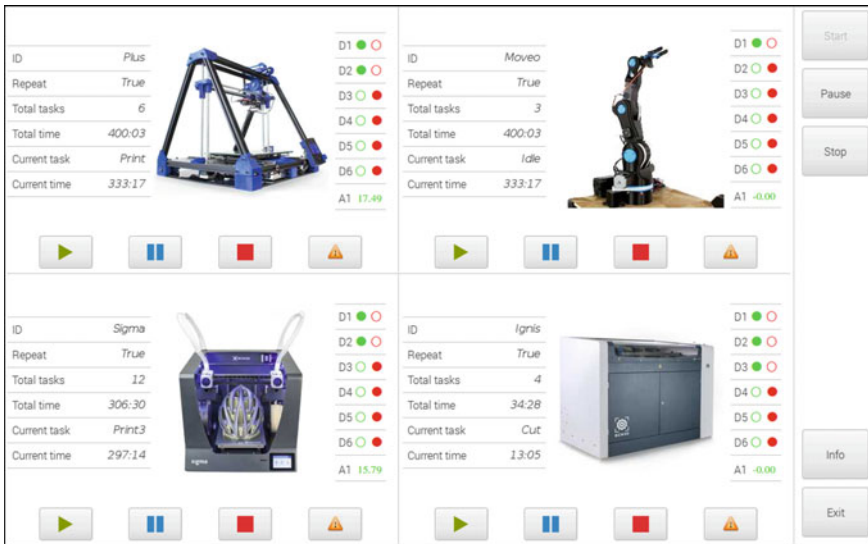 ID Plus
Repeat True
Total tasks 6
Total time 400:03
Current task Print
Current time 333:17
D1
D2
D3
D4
D5
D6
A1 17.49
ID Moveo
Repeat True
Total tasks 3
Total time 400:03
Current task Idle
Current time 333:17
D1
D2
D3
D4
D5
D6
A1 -0.00
ID Sigma
Repeat True
Total tasks 12
Total time 306:30
Current task Print3
Current time 297:14
sigma
D1
D2
D3
D4
D5
D6
A1 15.79
ID Ignis
Repeat True
Total tasks 4
Total time 34:28
Current task Cut
Current time 13:05
D1
D2
D3
D4
D5
D6
A1 -0.00
Start
Pause
Stop
Info
Exit